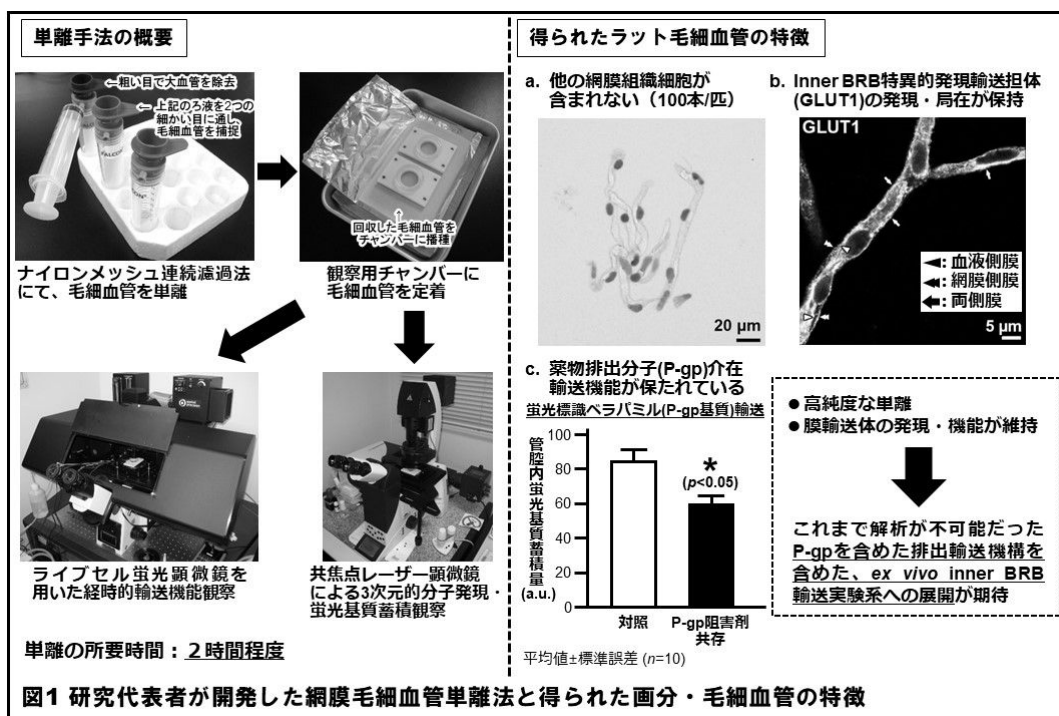 単離手法の概要
←粗い目で大血管を除去
←上記のろ液を2つの
細かい目に通し、
毛細血管を捕捉
FALCON
回収した毛細血管を
チャンバーに播種
ナイロンメッシュ連続濾過法
にて、毛細血管を単離
観察用チャンバーに
毛細血管を定着
ライブセル蛍光顕微鏡を
用いた経時的輸送機能観察
共焦点レーザー顕微鏡
による3次元的分子発現・
蛍光基質蓄積観察
単離の所要時間：２時間程度
得られたラット毛細血管の特徴
a. 他の網膜組織細胞が
含まれない（100本/匹）
20 μm
b. Inner BRB特異的発現輸送担体
(GLUT1)の発現・局在が保持
GLUT1
: 血液側膜
: 網膜側膜
: 両側膜
5 μm
c. 薬物排出分子(P-gp)介在
輸送機能が保たれている
蛍光標識ベラパミル(P-gp基質)輸送
管腔内蛍光基質蓄積量
(a.u.)
100
80
60
40
20
0
*
(p<0.05)
対照
P-gp阻害剤
共存
平均値±標準誤差 (n=10)
● 高純度な単離
● 膜輸送体の発現・機能が維持
これまで解析が不可能だった
P-gpを含めた排出輸送機構を
含めた、ex vivo inner BRB
輸送実験系への展開が期待
図1 研究代表者が開発した網膜毛細血管単離法と得られた画分・毛細血管の特徴